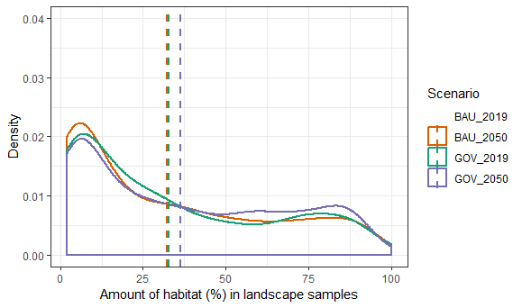 0.04
0.03
0.02
0.01
0.00
Density
0
25
50
75
100
Amount of habitat (%) in landscape samples
Scenario
BAU_2019
BAU_2050
GOV_2019
GOV_2050